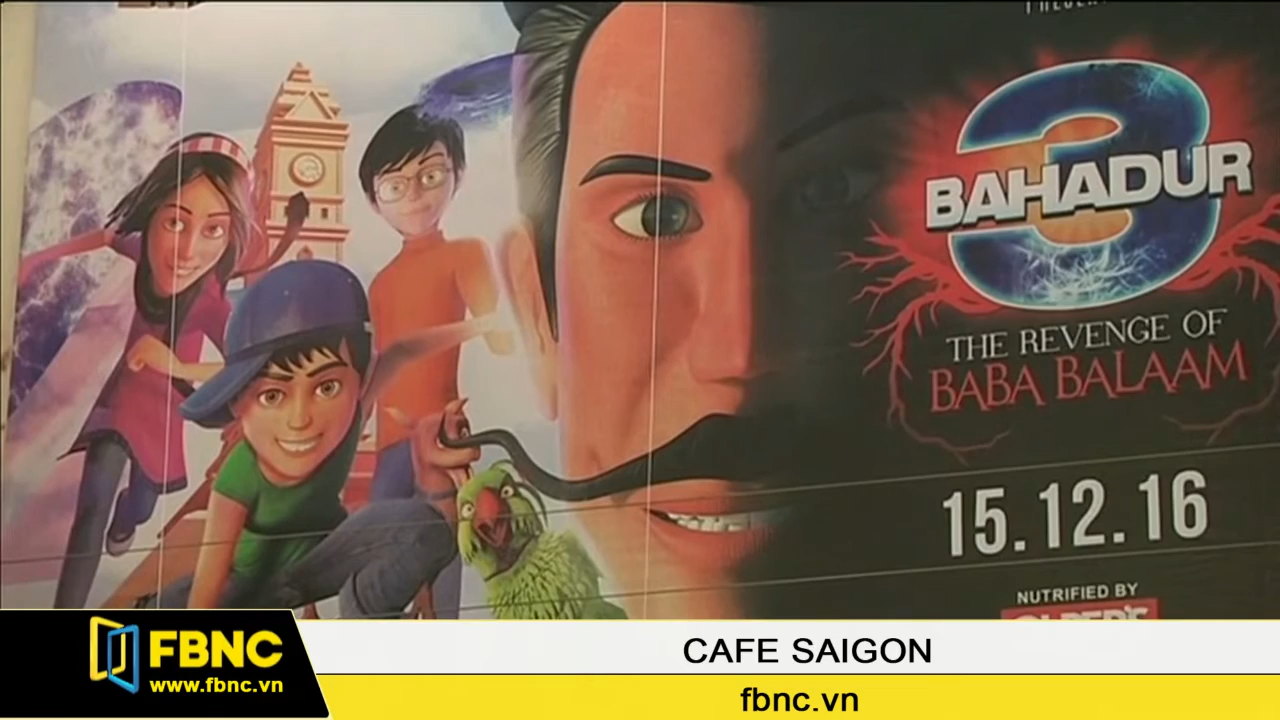 3
BAHADUR
THE REVENGE OF
BABA BALAAM
15.12.16
NUTRIFIED BY
FBNC
www.fbnc.vn
CAFE SAIGON
fbnc.vn